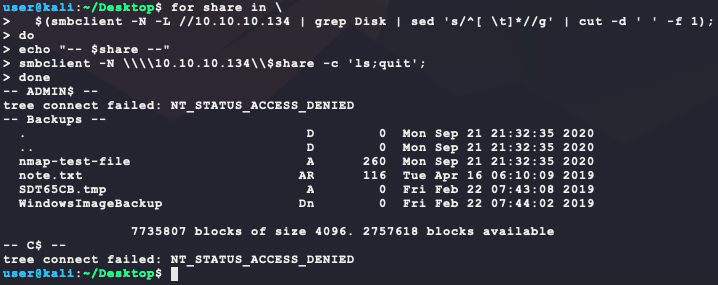 user@kali:~/Desktop$ for share in \
>   $(smbclient -N -L //10.10.10.134 | grep Disk | sed 's/^[ \t]*//g' | cut -d ' ' -f 1);
> do
> echo "-- $share --"
> smbclient -N \\\\10.10.10.134\\$share -c 'ls;quit';
> done
-- ADMIN$ --
tree connect failed: NT_STATUS_ACCESS_DENIED
-- Backups --
  .                                   D        0  Mon Sep 21 21:32:35 2020
  ..                                  D        0  Mon Sep 21 21:32:35 2020
  nmap-test-file                      A      260  Mon Sep 21 21:32:35 2020
  note.txt                           AR      116  Tue Apr 16 06:10:09 2019
  SDT65CB.tmp                         A        0  Fri Feb 22 07:43:08 2019
  WindowsImageBackup                 Dn        0  Fri Feb 22 07:44:02 2019
                7735807 blocks of size 4096. 2757618 blocks available
-- C$ --
tree connect failed: NT_STATUS_ACCESS_DENIED
user@kali:~/Desktop$